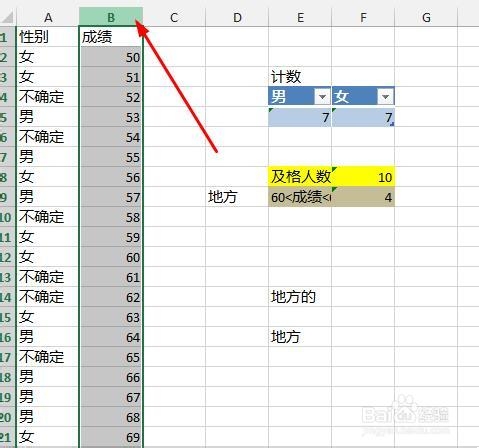 A B C D E F G
1 性别 成绩
2 女 50
3 女 51 计数
4 不确定 52 男 女
5 男 53 7 7
6 不确定 54
7 男 55
8 女 56 及格人数 10
9 男 57 地方 60<成绩< 4
10 不确定 58
11 女 59
12 女 60
13 不确定 61
14 不确定 62 地方的
15 女 63
16 男 64 地方
17 不确定 65
18 男 66
19 男 67
20 男 68
21 女 69
Baidu 经验
jingyan.baidu.com